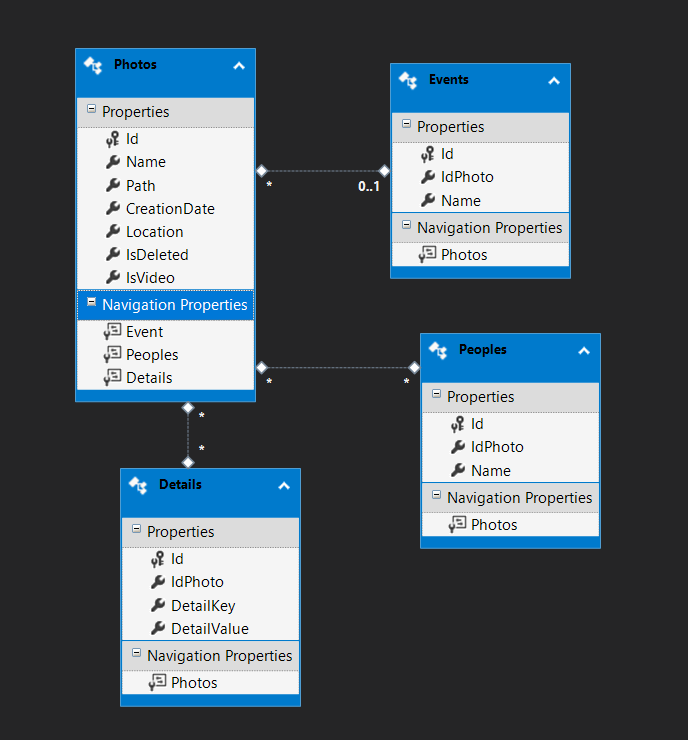 Photos
Properties
Id
Name
Path
CreationDate
Location
IsDeleted
IsVideo
Navigation Properties
Event
Peoples
Details
*
0..1
Events
Properties
Id
IdPhoto
Name
Navigation Properties
Photos
*
*
Peoples
Properties
Id
IdPhoto
Name
Navigation Properties
Photos
*
*
Details
Properties
Id
IdPhoto
DetailKey
DetailValue
Navigation Properties
Photos